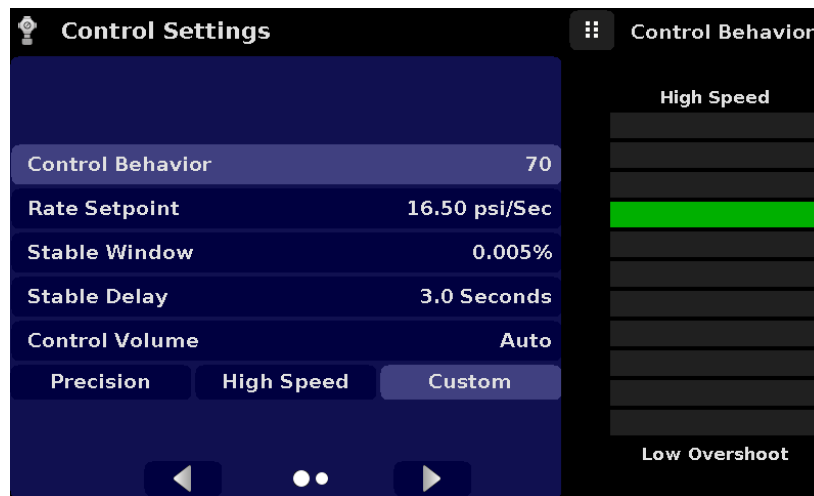 Control Settings
Control Behavior
High Speed
Control Behavior 70
Rate Setpoint 16.50 psi/Sec
Stable Window 0.005%
Stable Delay 3.0 Seconds
Control Volume Auto
Precision High Speed Custom
Low Overshoot